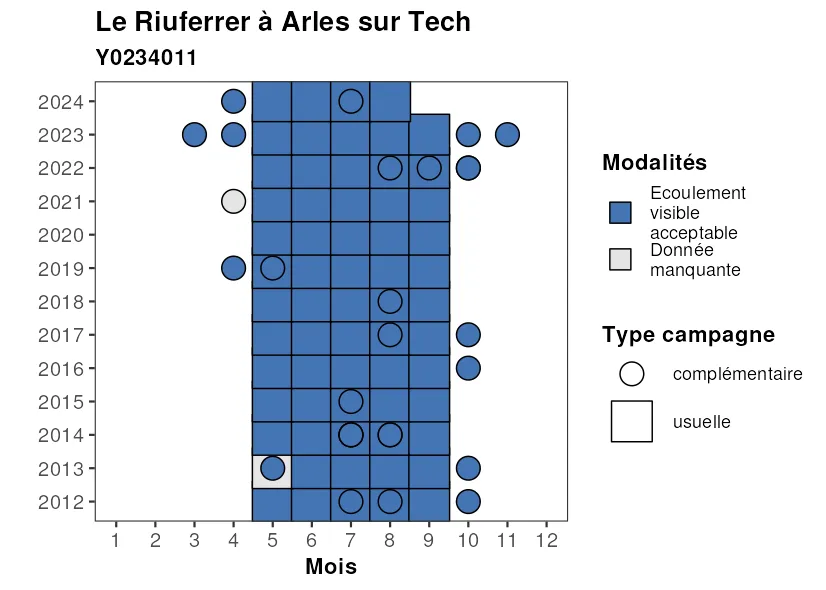 Le Riuferrer à Arles sur Tech
Y0234011
2024
2023
2022
2021
2020
2019
2018
2017
2016
2015
2014
2013
2012
1 2 3 4 5 6 7 8 9 10 11 12
Mois
Modalités
Ecoulement
visible
acceptable
Donnée
manquante
Type campagne
complémentaire
usuelle